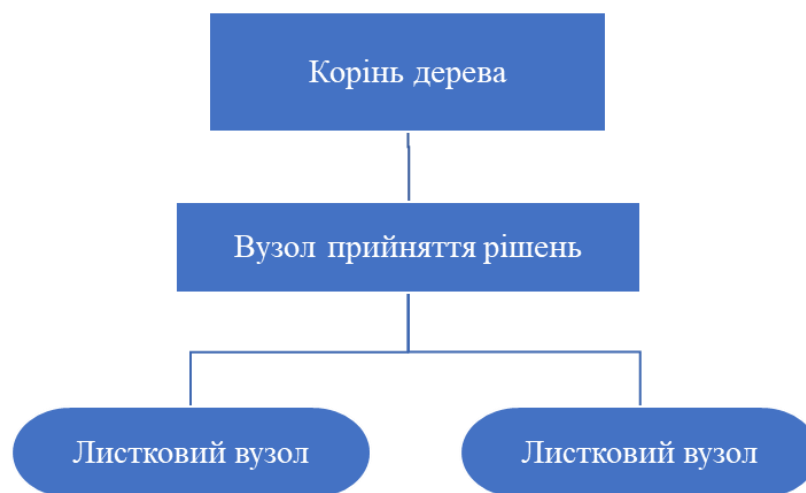 Корінь дерева
Вузол прийняття рішень
Листковий вузол
Листковий вузол